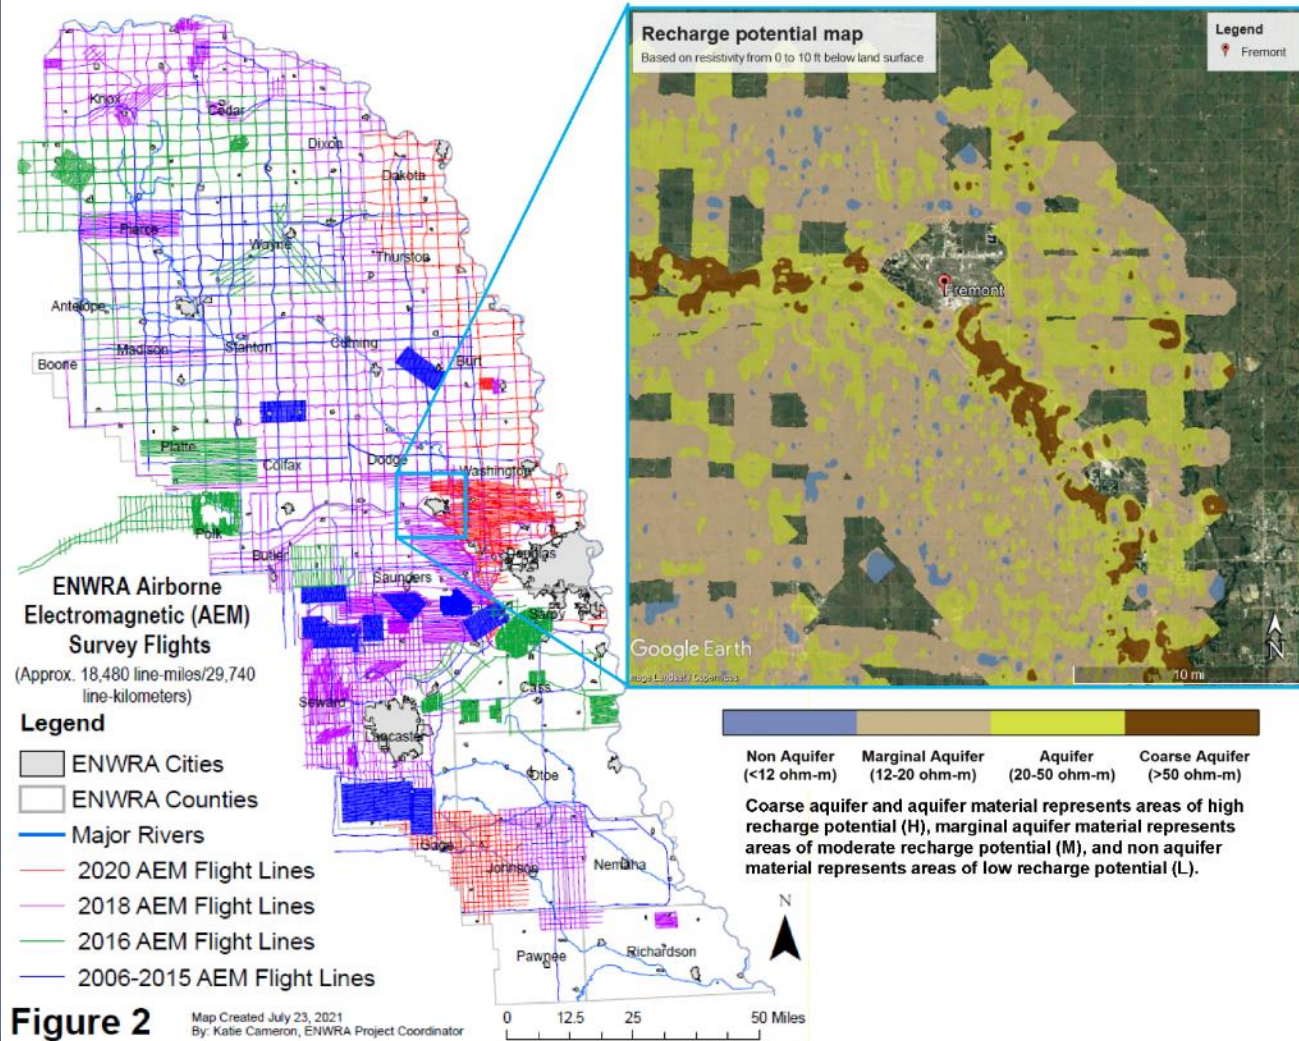 Recharge potential map
Based on resistivity from 0 to 10 ft below land surface
Legend
Fremont
Fremont
Google Earth
Image Landsat / Copernicus
10 mi
N
Knox
Cedar
Dixon
Dakota
Pierce
Wayne
Thurston
Antelope
Madison
Stanton
Cuming
Burt
Boone
Platte
Colfax
Dodge
Washington
Polk
Butler
Saunders
Douglas
Sarpy
Seward
Cass
Lancaster
Otoe
Gage
Johnson
Nemaha
Pawnee
Richardson
ENWRA Airborne
Electromagnetic (AEM)
Survey Flights
(Approx. 18,480 line-miles/29,740
line-kilometers)
Legend
ENWRA Cities
ENWRA Counties
Major Rivers
2020 AEM Flight Lines
2018 AEM Flight Lines
2016 AEM Flight Lines
2006-2015 AEM Flight Lines
Non Aquifer
(<12 ohm-m)
Marginal Aquifer
(12-20 ohm-m)
Aquifer
(20-50 ohm-m)
Coarse Aquifer
(>50 ohm-m)
Coarse aquifer and aquifer material represents areas of high
recharge potential (H), marginal aquifer material represents
areas of moderate recharge potential (M), and non aquifer
material represents areas of low recharge potential (L).
N
Figure 2
Map Created July 23, 2021
By: Katie Cameron, ENWRA Project Coordinator
0 12.5 25 50 Miles